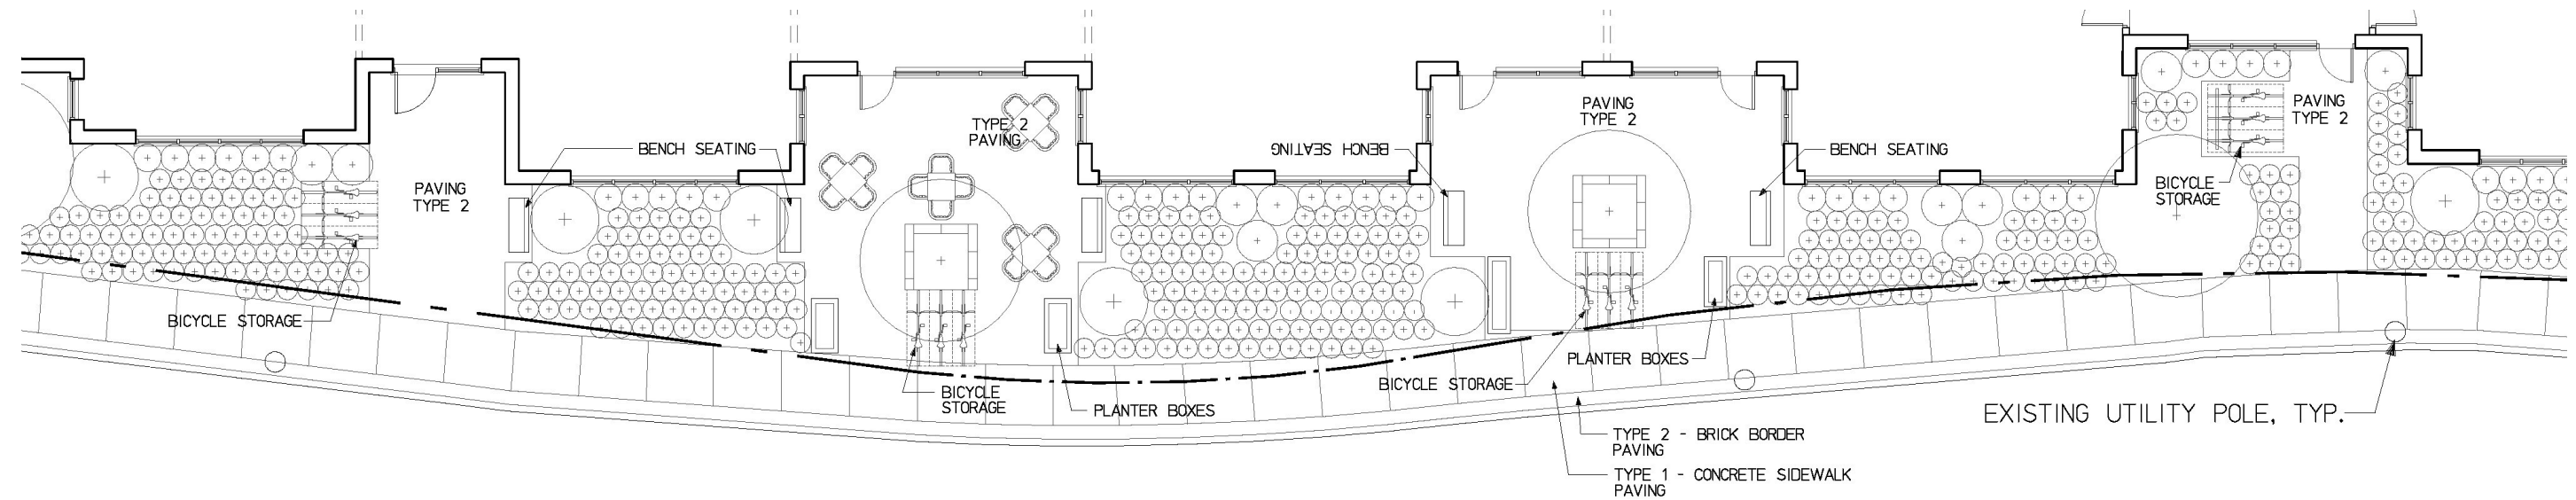 BENCH SEATING
PAVING
TYPE 2
TYPE 2
PAVING
BENCH SEATING
PAVING
TYPE 2
BENCH SEATING
PAVING
TYPE 2
BICYCLE
STORAGE
BICYCLE STORAGE
BICYCLE
STORAGE
PLANTER BOXES
BICYCLE STORAGE
PLANTER BOXES
EXISTING UTILITY POLE, TYP.
TYPE 2 - BRICK BORDER
PAVING
TYPE 1 - CONCRETE SIDEWALK
PAVING